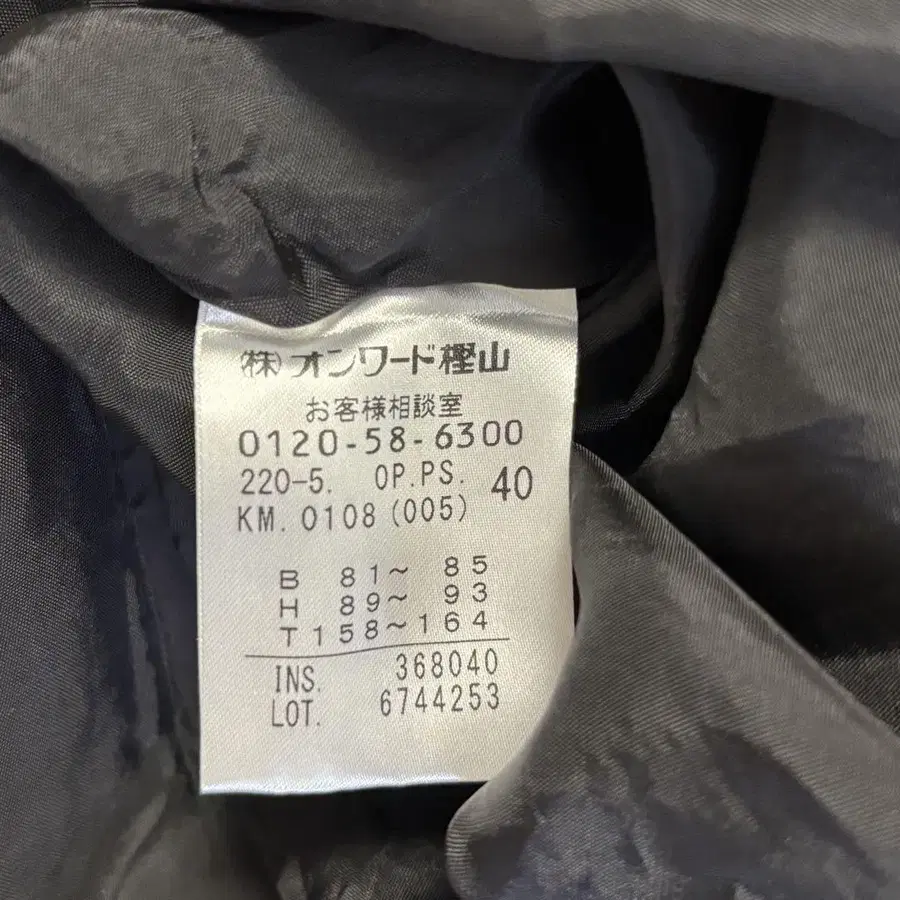 (株)オンワード樫山
お客様相談室
0120-58-6300
220-5. OP.PS. 40
KM. 0108 (005)
B 81~ 85
H 89~ 93
T 158~164
INS. 368040
LOT. 6744253